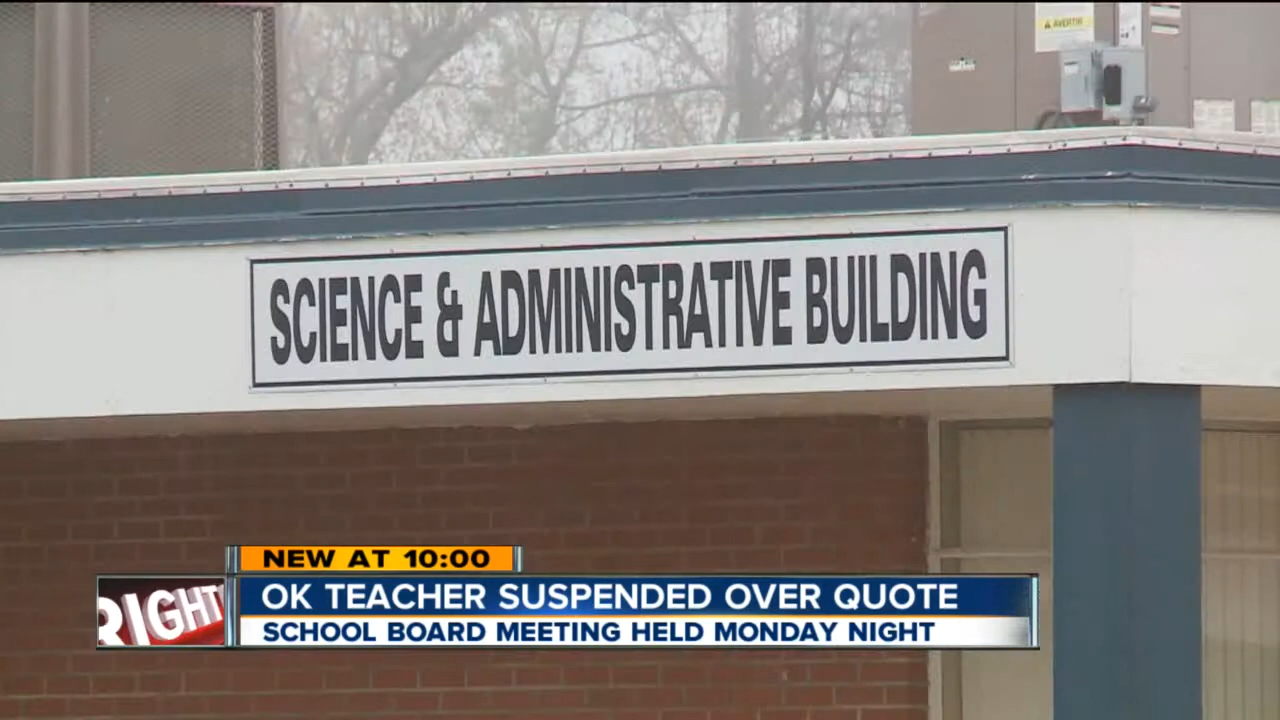 AVERTIR
SCIENCE & ADMINISTRATIVE BUILDING
NEW AT 10:00
RIGHT
OK TEACHER SUSPENDED OVER QUOTE
SCHOOL BOARD MEETING HELD MONDAY NIGHT